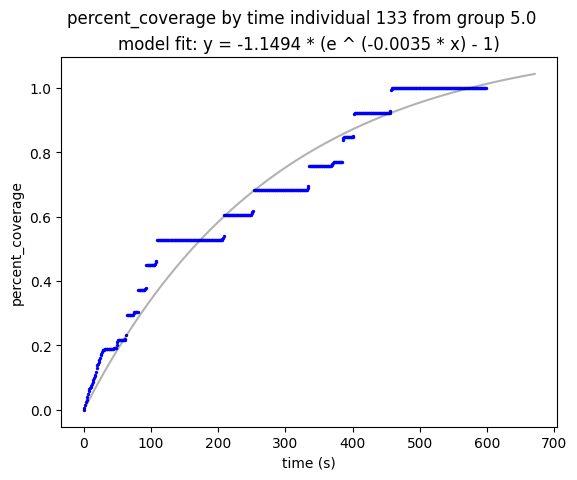 percent_coverage by time individual 133 from group 5.0
model fit: y = -1.1494 * (e ^ (-0.0035 * x) - 1)
percent_coverage
1.0
0.8
0.6
0.4
0.2
0.0
0 100 200 300 400 500 600 700
time (s)